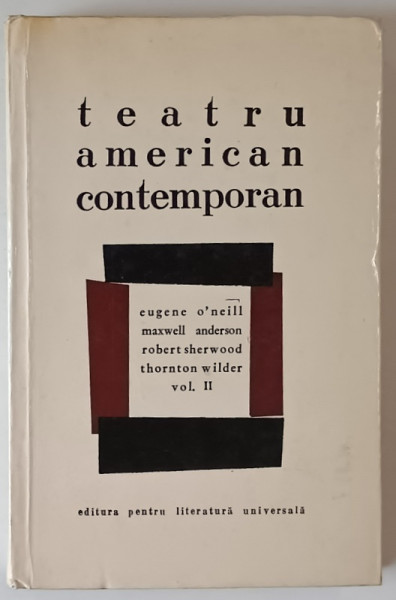 teatru
american
contemporan
eugene o'neill
maxwell anderson
robert sherwood
thornton wilder
vol. II
editura pentru literatură universală